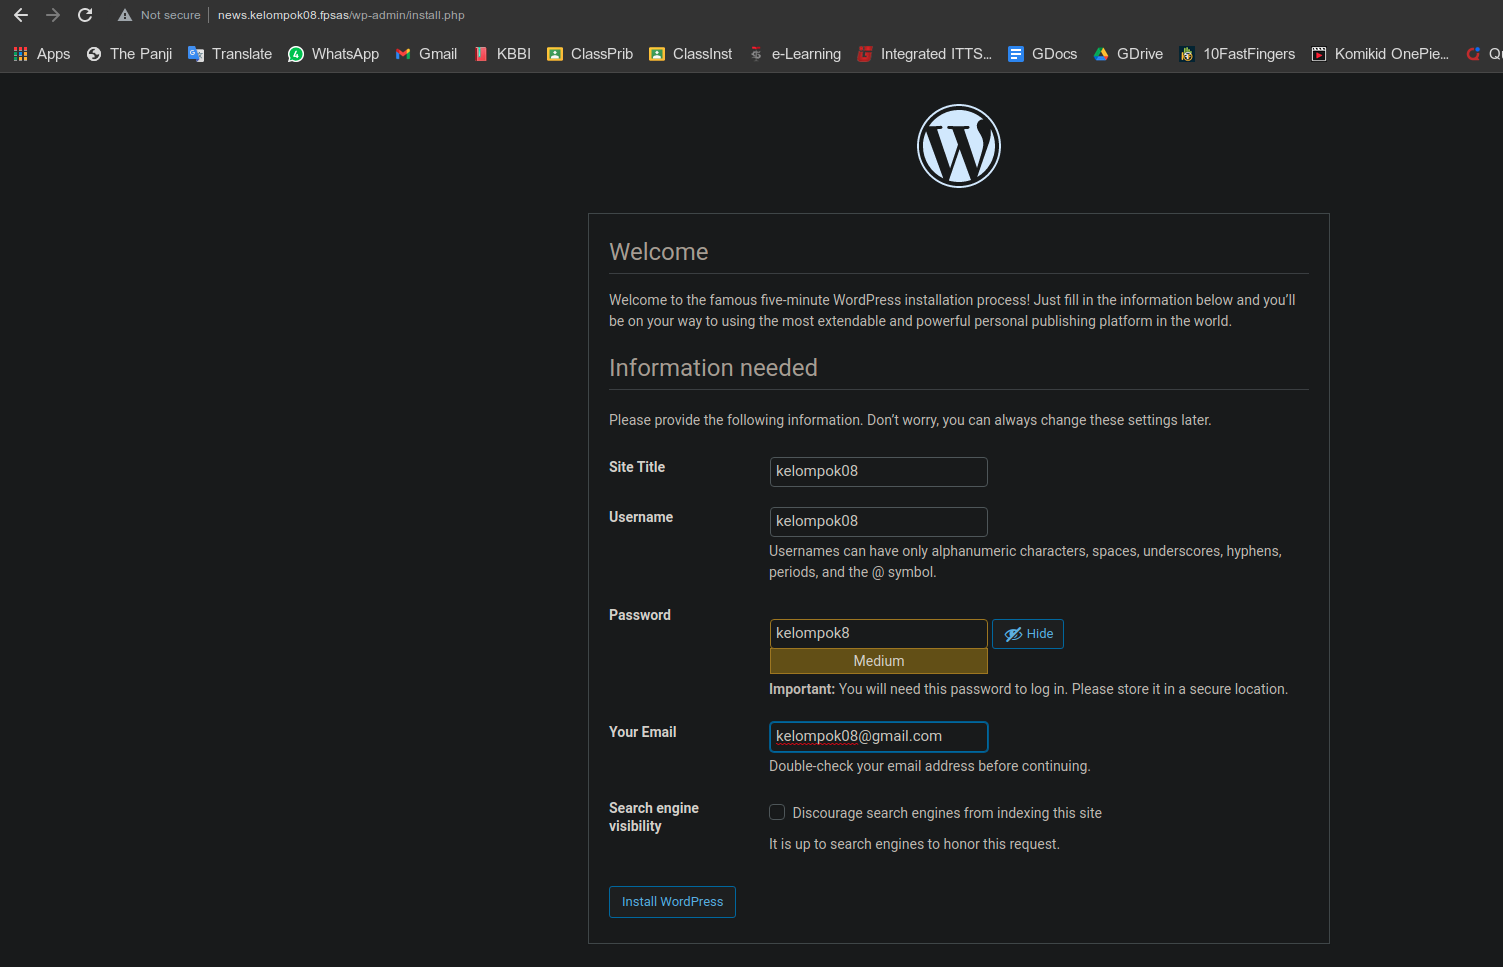 Not secure news.kelompok08.fpsas/wp-admin/install.php
Apps The Panji Translate WhatsApp Gmail KBBI ClassPrib ClassInst e-Learning Integrated ITTS... GDocs GDrive 10FastFingers Komikid OnePie... Qu
Welcome
Welcome to the famous five-minute WordPress installation process! Just fill in the information below and you’ll
be on your way to using the most extendable and powerful personal publishing platform in the world.
Information needed
Please provide the following information. Don’t worry, you can always change these settings later.
Site Title kelompok08
Username kelompok08
Usernames can have only alphanumeric characters, spaces, underscores, hyphens,
periods, and the @ symbol.
Password kelompok8 Hide
Medium
Important: You will need this password to log in. Please store it in a secure location.
Your Email kelompok08@gmail.com
Double-check your email address before continuing.
Search engine
visibility
Discourage search engines from indexing this site
It is up to search engines to honor this request.
Install WordPress